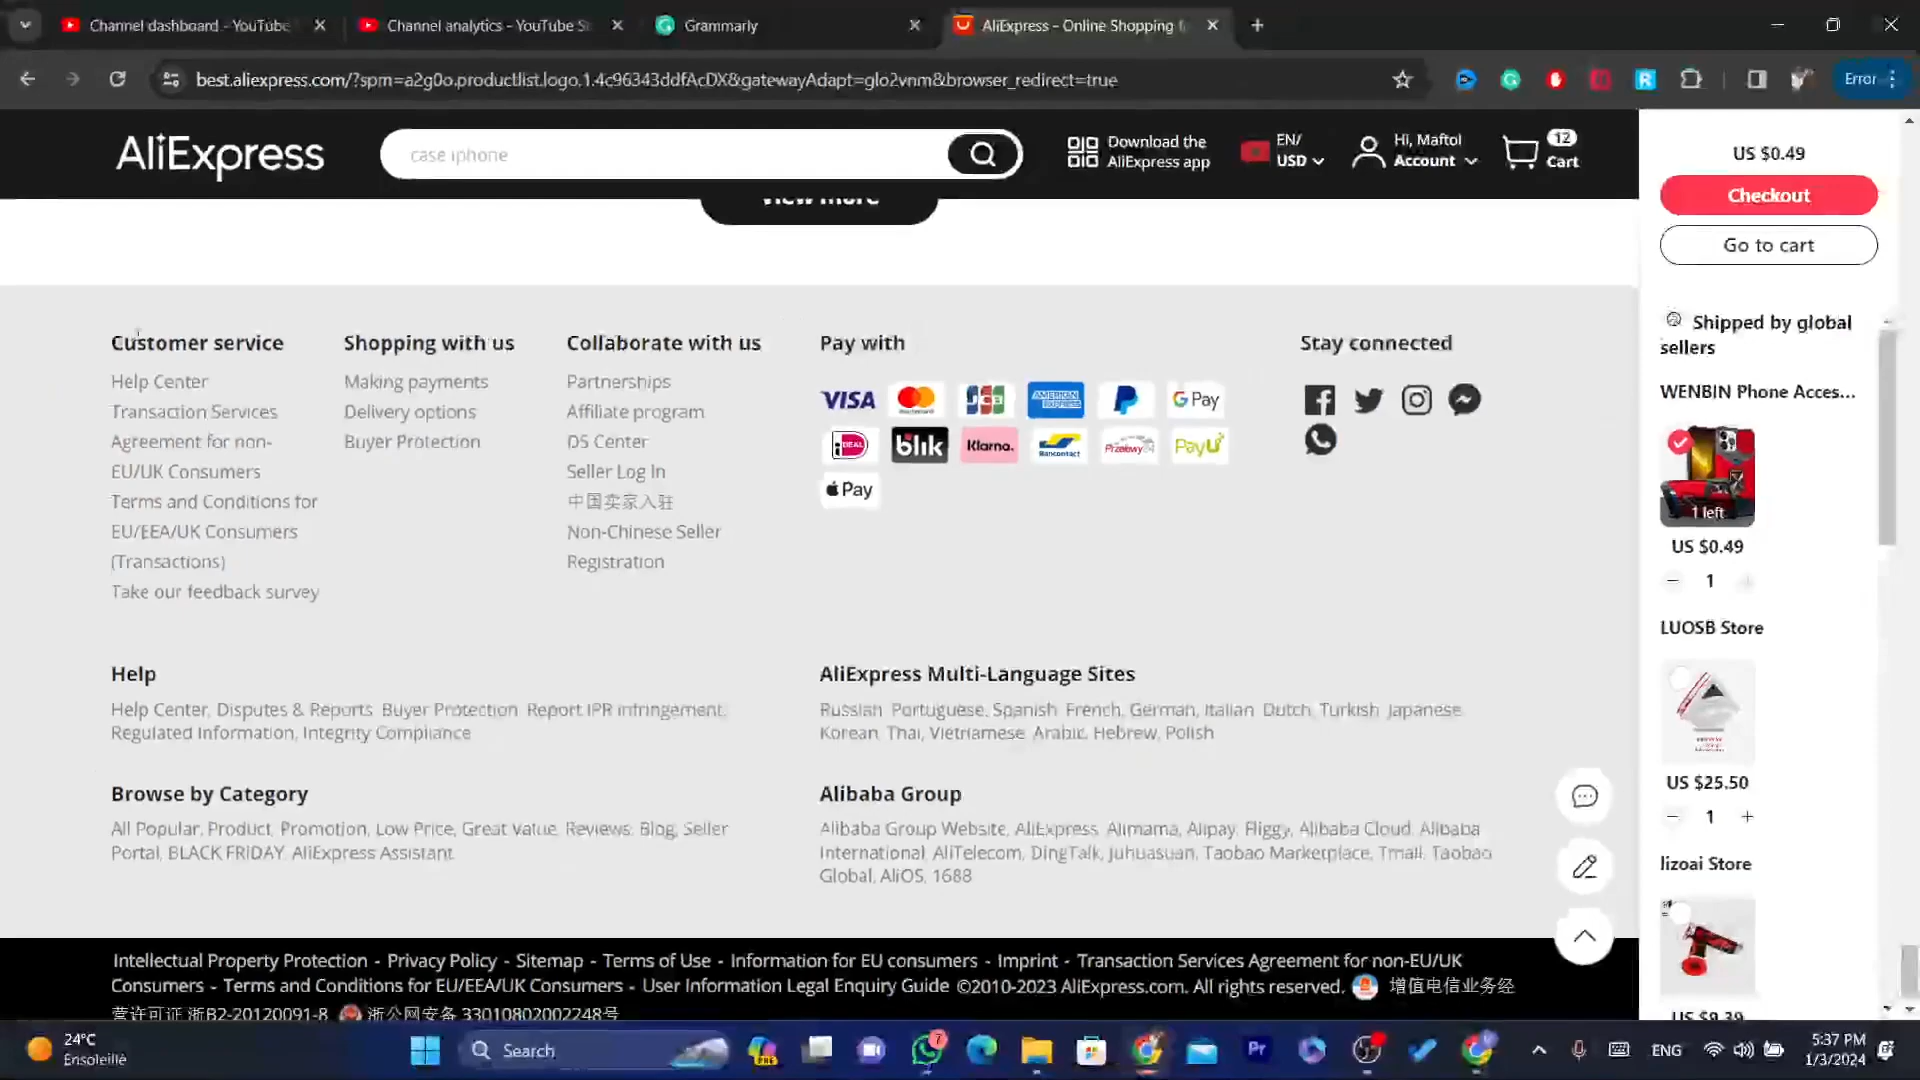 Channel dashboard - YouTube
Channel analytics - YouTube S
Grammarly
AliExpress - Online Shopping f
best.aliexpress.com/?spm=a2g0o.productlist.logo.1.4c96343ddfAcDX&gatewayAdapt=glo2vnm&browser_redirect=true
Error
AliExpress
case iphone
Download the
AliExpress app
EN/
USD
Hi, Maftol
Account
12
Cart
View more
US $0.49
Checkout
Go to cart
Shipped by global
sellers
WENBIN Phone Acces...
1 left
US $0.49
1
LUOSB Store
US $25.50
1
lizoai Store
US $9.39
Customer service
Help Center
Transaction Services
Agreement for non-
EU/UK Consumers
Terms and Conditions for
EU/EEA/UK Consumers
(Transactions)
Take our feedback survey
Shopping with us
Making payments
Delivery options
Buyer Protection
Collaborate with us
Partnerships
Affiliate program
DS Center
Seller Log In
中国卖家入驻
Non-Chinese Seller
Registration
Pay with
VISA
mastercard
JCB
AMERICAN EXPRESS
G Pay
iDEAL
blik
Klarna.
Bancontact
Przelewy24
PayU
Pay
Stay connected
Help
Help Center, Disputes & Reports, Buyer Protection, Report IPR infringement,
Regulated Information, Integrity Compliance
AliExpress Multi-Language Sites
Russian, Portuguese, Spanish, French, German, Italian, Dutch, Turkish, Japanese,
Korean, Thai, Vietnamese, Arabic, Hebrew, Polish
Browse by Category
All Popular, Product, Promotion, Low Price, Great Value, Reviews, Blog, Seller
Portal, BLACK FRIDAY, AliExpress Assistant
Alibaba Group
Alibaba Group Website, AliExpress, Alimama, Alipay, Fliggy, Alibaba Cloud, Alibaba
International, AliTelecom, DingTalk, Juhuasuan, Taobao Marketplace, Tmall, Taobao
Global, AliOS, 1688
Intellectual Property Protection - Privacy Policy - Sitemap - Terms of Use - Information for EU consumers - Imprint - Transaction Services Agreement for non-EU/UK
Consumers - Terms and Conditions for EU/EEA/UK Consumers - User Information Legal Enquiry Guide ©2010-2023 AliExpress.com. All rights reserved. 增值电信业务经
营许可证 浙B2-20120091-8 浙公网安备 33010802002248号
24°C
Ensoleillé
Search
PRE
7
Pr
ENG
5:37 PM
1/3/2024